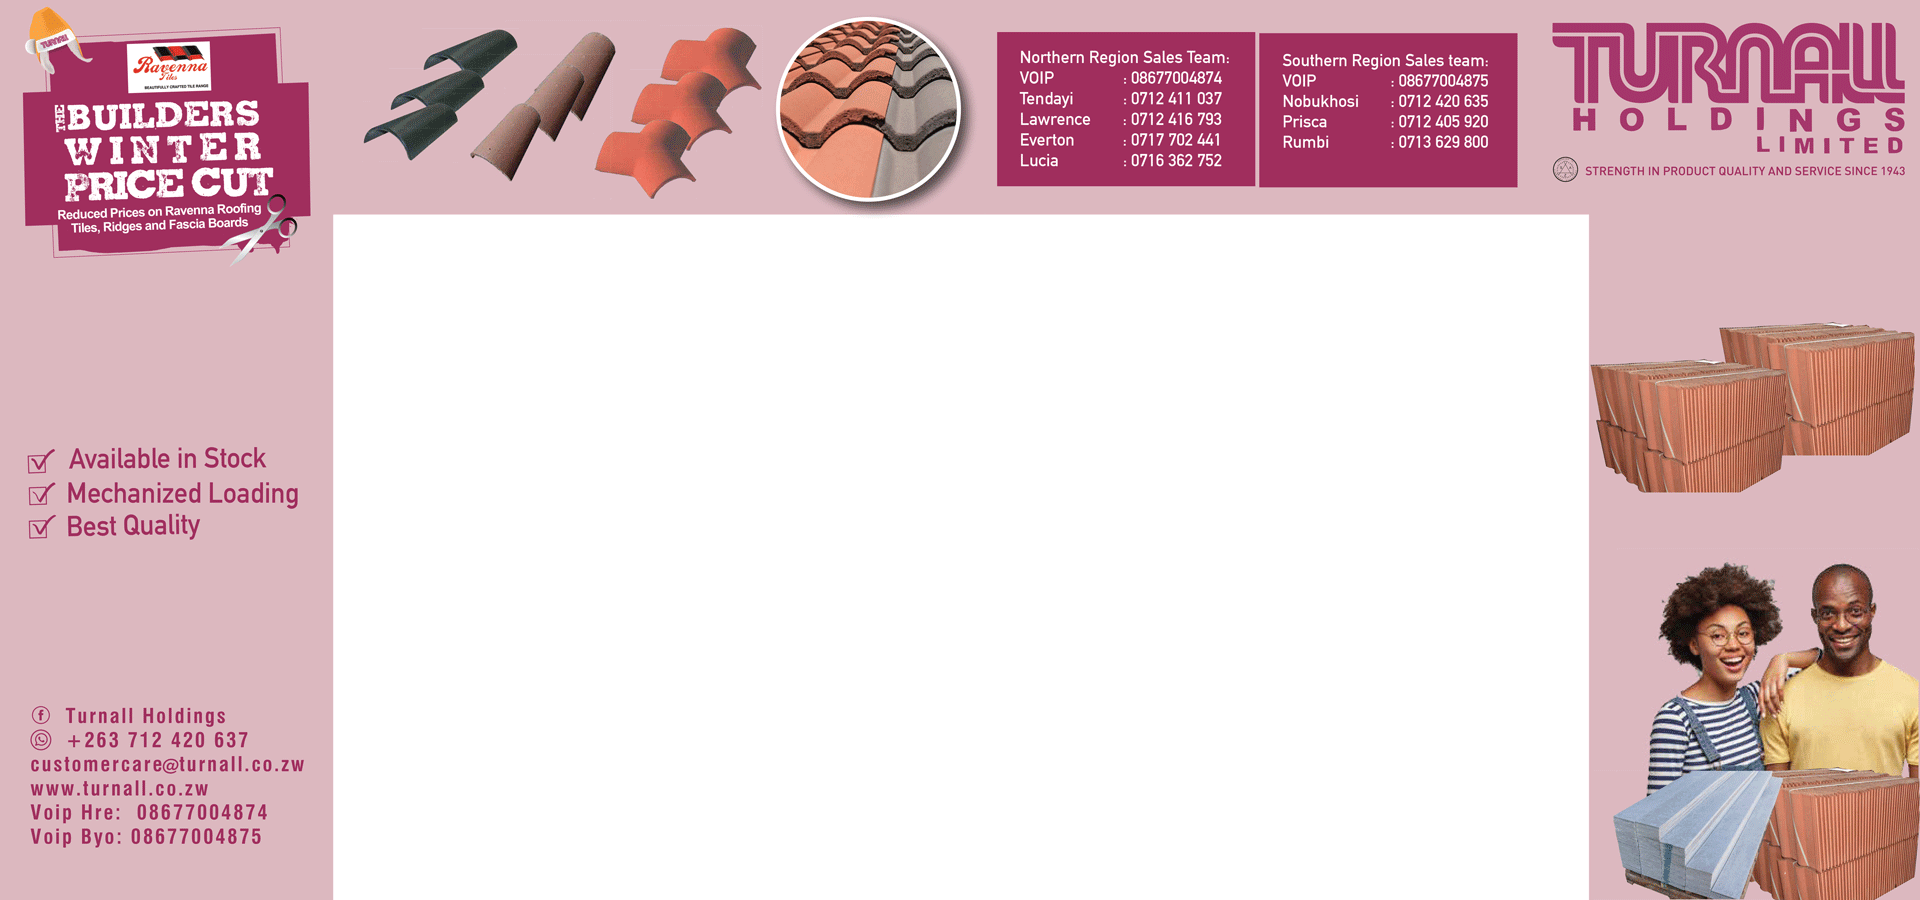 TURNALL
Ravenna
Tiles
BEAUTIFULLY CRAFTED TILE RANGE
THE BUILDERS
WINTER
PRICE CUT
Reduced Prices on Ravenna Roofing
Tiles, Ridges and Fascia Boards
Northern Region Sales Team:
VOIP : 08677004874
Tendayi : 0712 411 037
Lawrence : 0712 416 793
Everton : 0717 702 441
Lucia : 0716 362 752
Southern Region Sales team:
VOIP : 08677004875
Nobukhosi : 0712 420 635
Prisca : 0712 405 920
Rumbi : 0713 629 800
TURNALL
HOLDINGS
LIMITED
STRENGTH IN PRODUCT QUALITY AND SERVICE SINCE 1943
Available in Stock
Mechanized Loading
Best Quality
Turnall Holdings
+263 712 420 637
customercare@turnall.co.zw
www.turnall.co.zw
Voip Hre: 08677004874
Voip Byo: 08677004875